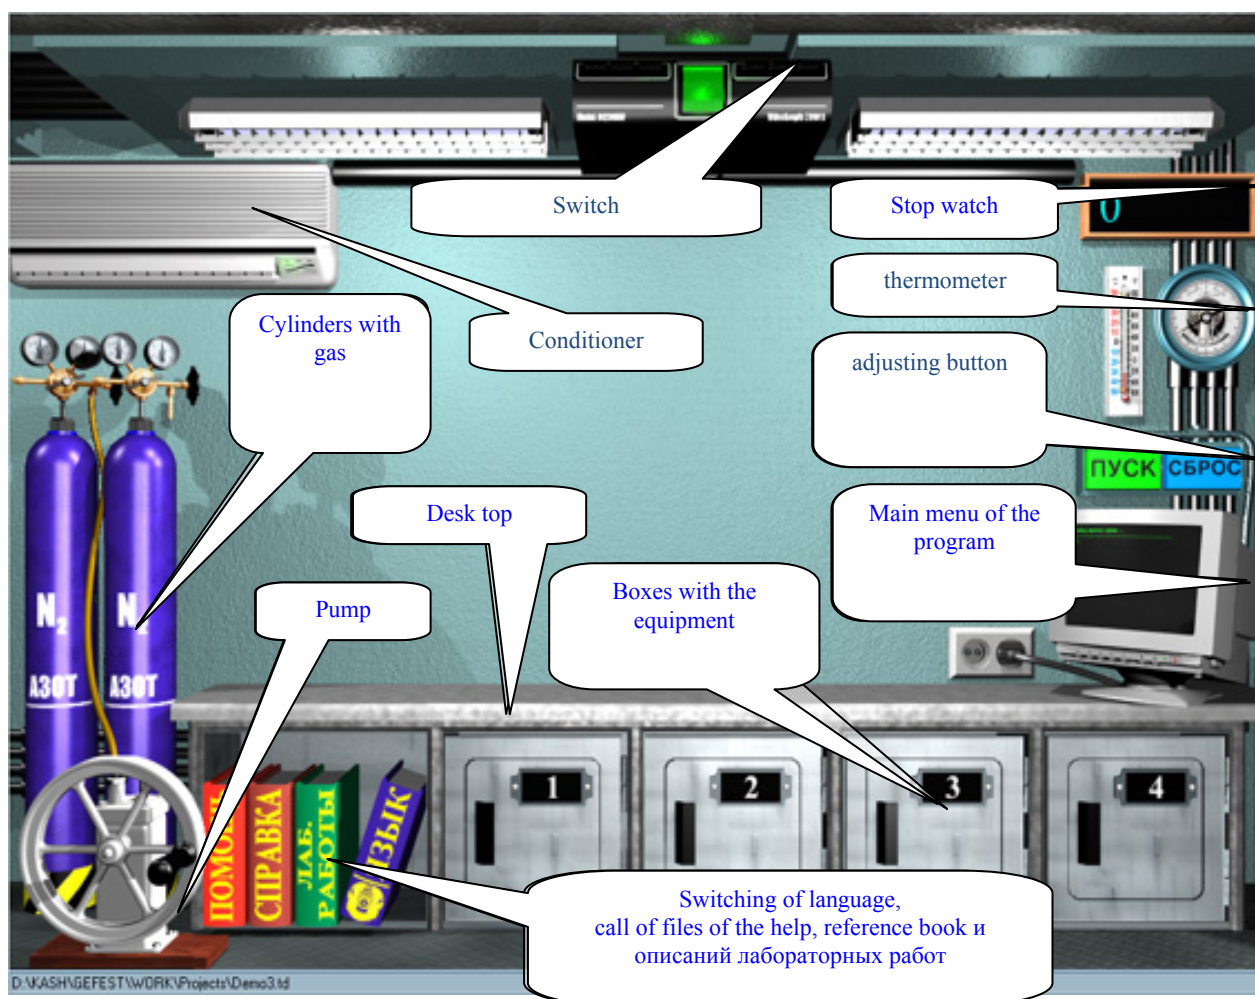 Switch
Stop watch
0
thermometer
Conditioner
Cylinders with
gas
adjusting button
ПУСК
СБРОС
Desk top
Main menu of the
program
Boxes with the
equipment
Pump
N2
N2
АЗОТ
АЗОТ
1
2
3
4
СПРАВКА
ЛАБ.
РАБОТЫ
Switching of language,
call of files of the help, reference book и
описаний лабораторных работ
D:\KASH\GEFEST\WORK\Projects\Demo3.td